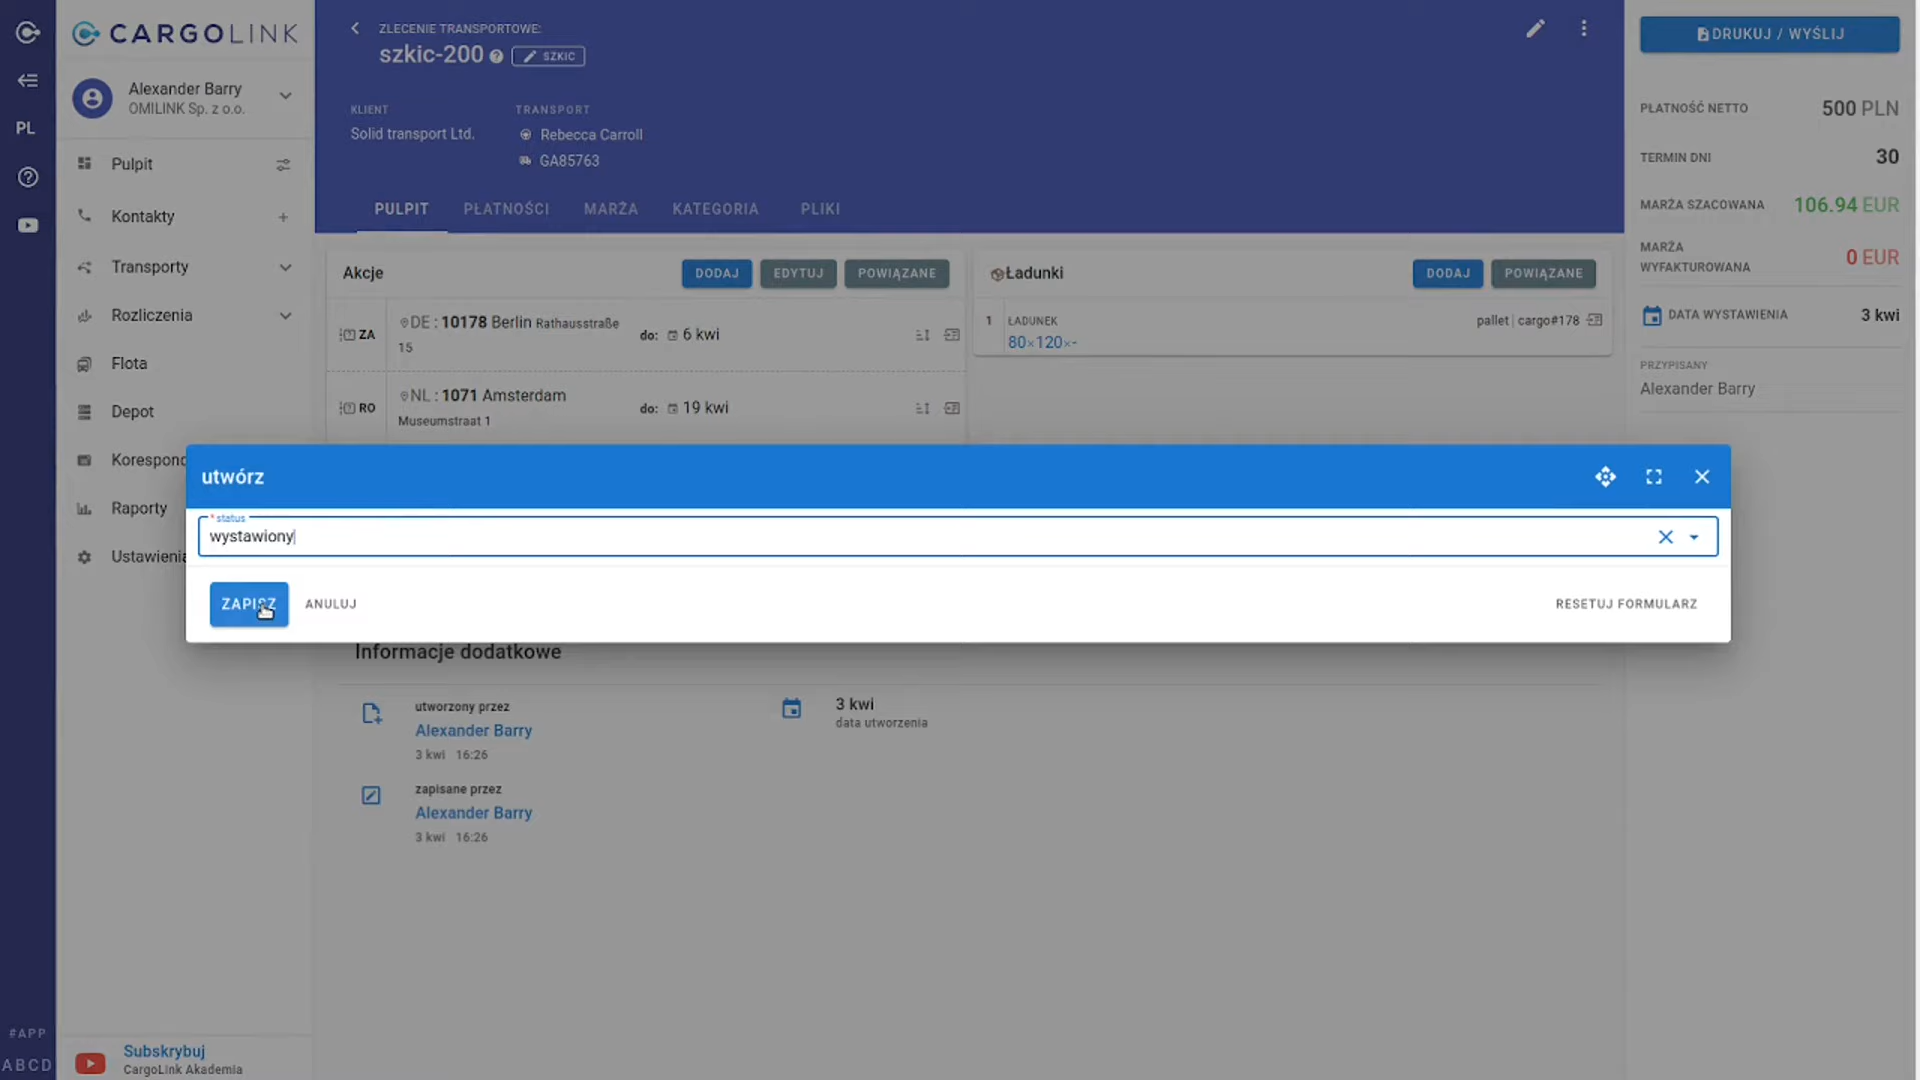 CARGOLINK
Alexander Barry
OMILINK Sp. z o.o.
PL
Pulpit
Kontakty
Transporty
Rozliczenia
Flota
Depot
Korespond
Raporty
Ustawienia
#APP
ABCD
Subskrybuj
CargoLink Akademia
ZLECENIE TRANSPORTOWE:
szkic-200
SZKIC
KLIENT
Solid transport Ltd.
TRANSPORT
Rebecca Carroll
GA85763
PULPIT PŁATNOŚCI MARŻA KATEGORIA PLIKI
Akcje DODAJ EDYTUJ POWIĄZANE
ZA DE : 10178 Berlin Rathausstraße
15
do: 6 kwi
RO NL : 1071 Amsterdam
Museumstraat 1
do: 19 kwi
Ładunki DODAJ POWIĄZANE
1 ŁADUNEK
80×120×-
pallet | cargo#178
utwórz
*status
wystawiony
ZAPISZ ANULUJ RESETUJ FORMULARZ
Informacje dodatkowe
utworzony przez
Alexander Barry
3 kwi 16:26
3 kwi
data utworzenia
zapisane przez
Alexander Barry
3 kwi 16:26
DRUKUJ / WYŚLIJ
PŁATNOŚĆ NETTO 500 PLN
TERMIN DNI 30
MARŻA SZACOWANA 106.94 EUR
MARŻA
WYFAKTUROWANA 0 EUR
DATA WYSTAWIENIA 3 kwi
PRZYPISANY
Alexander Barry